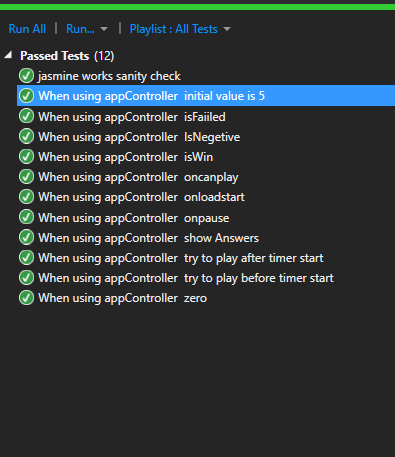 Run All | Run... | Playlist : All Tests
Passed Tests (12)
jasmine works sanity check
When using appController initial value is 5
When using appController isFaiiled
When using appController IsNegetive
When using appController isWin
When using appController oncanplay
When using appController onloadstart
When using appController onpause
When using appController show Answers
When using appController try to play after timer start
When using appController try to play before timer start
When using appController zero